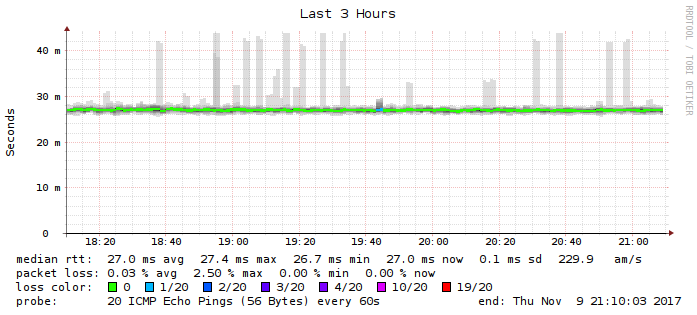 Last 3 Hours
RRDTOOL / TOBI OETIKER
Seconds
40 m
30 m
20 m
10 m
0
18:20 18:40 19:00 19:20 19:40 20:00 20:20 20:40 21:00
median rtt: 27.0 ms avg 27.4 ms max 26.7 ms min 27.0 ms now 0.1 ms sd 229.9 am/s
packet loss: 0.03 % avg 2.50 % max 0.00 % min 0.00 % now
loss color: 0 1/20 2/20 3/20 4/20 10/20 19/20
probe: 20 ICMP Echo Pings (56 Bytes) every 60s end: Thu Nov 9 21:10:03 2017